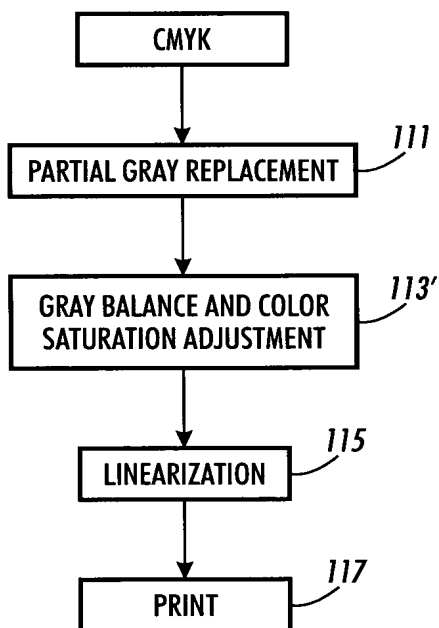 CMYK
111
PARTIAL GRAY REPLACEMENT
113'
GRAY BALANCE AND COLOR
SATURATION ADJUSTMENT
115
LINEARIZATION
117
PRINT